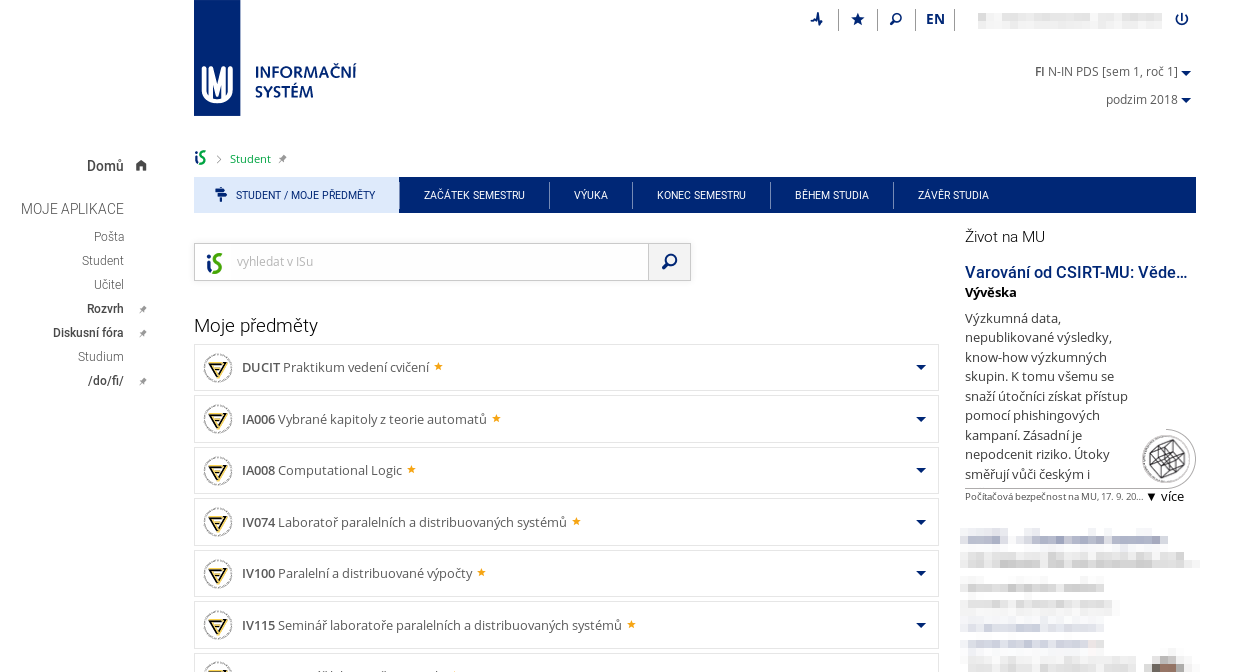 EN
INFORMAČNÍ
SYSTÉM
FI N-IN PDS [sem 1, roč 1]
podzim 2018
Domů
MOJE APLIKACE
Pošta
Student
Učitel
Rozvrh
Diskusní fóra
Studium
/do/fi/
Student
STUDENT / MOJE PŘEDMĚTY
ZAČÁTEK SEMESTRU
VÝUKA
KONEC SEMESTRU
BĚHEM STUDIA
ZÁVĚR STUDIA
vyhledat v ISu
Moje předměty
DUCIT Praktikum vedení cvičení
IA006 Vybrané kapitoly z teorie automatů
IA008 Computational Logic
IV074 Laboratoř paralelních a distribuovaných systémů
IV100 Paralelní a distribuované výpočty
IV115 Seminář laboratoře paralelních a distribuovaných systémů
Život na MU
Varování od CSIRT-MU: Věde...
Vývěska
Výzkumná data,
nepublikované výsledky,
know-how výzkumných
skupin. K tomu všemu se
snaží útočníci získat přístup
pomocí phishingových
kampaní. Zásadní je
nepodcenit riziko. Útoky
směřují vůči českým i
Počítačová bezpečnost na MU, 17. 9. 20... ▼ více